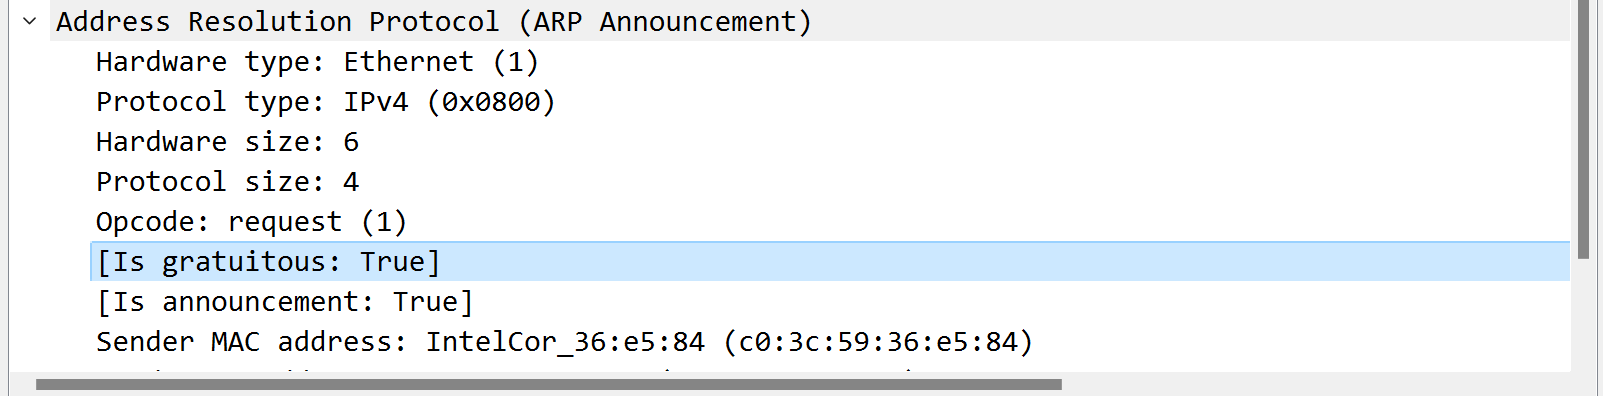 Address Resolution Protocol (ARP Announcement)
Hardware type: Ethernet (1)
Protocol type: IPv4 (0x0800)
Hardware size: 6
Protocol size: 4
Opcode: request (1)
[Is gratuitous: True]
[Is announcement: True]
Sender MAC address: IntelCor_36:e5:84 (c0:3c:59:36:e5:84)